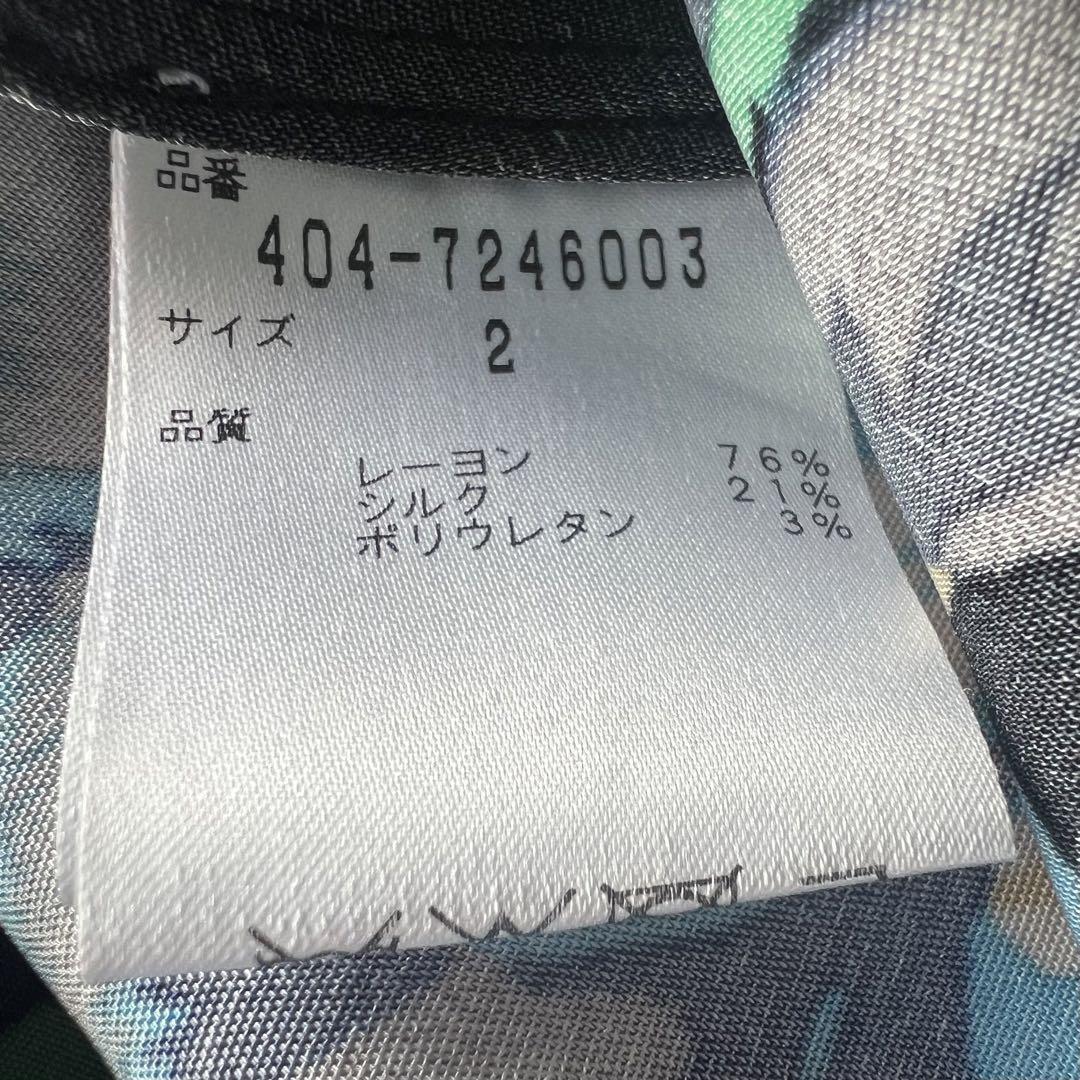 品番
404-7246003
サイズ 2
品質
レーヨン 76%
シルク 21%
ポリウレタン 3%